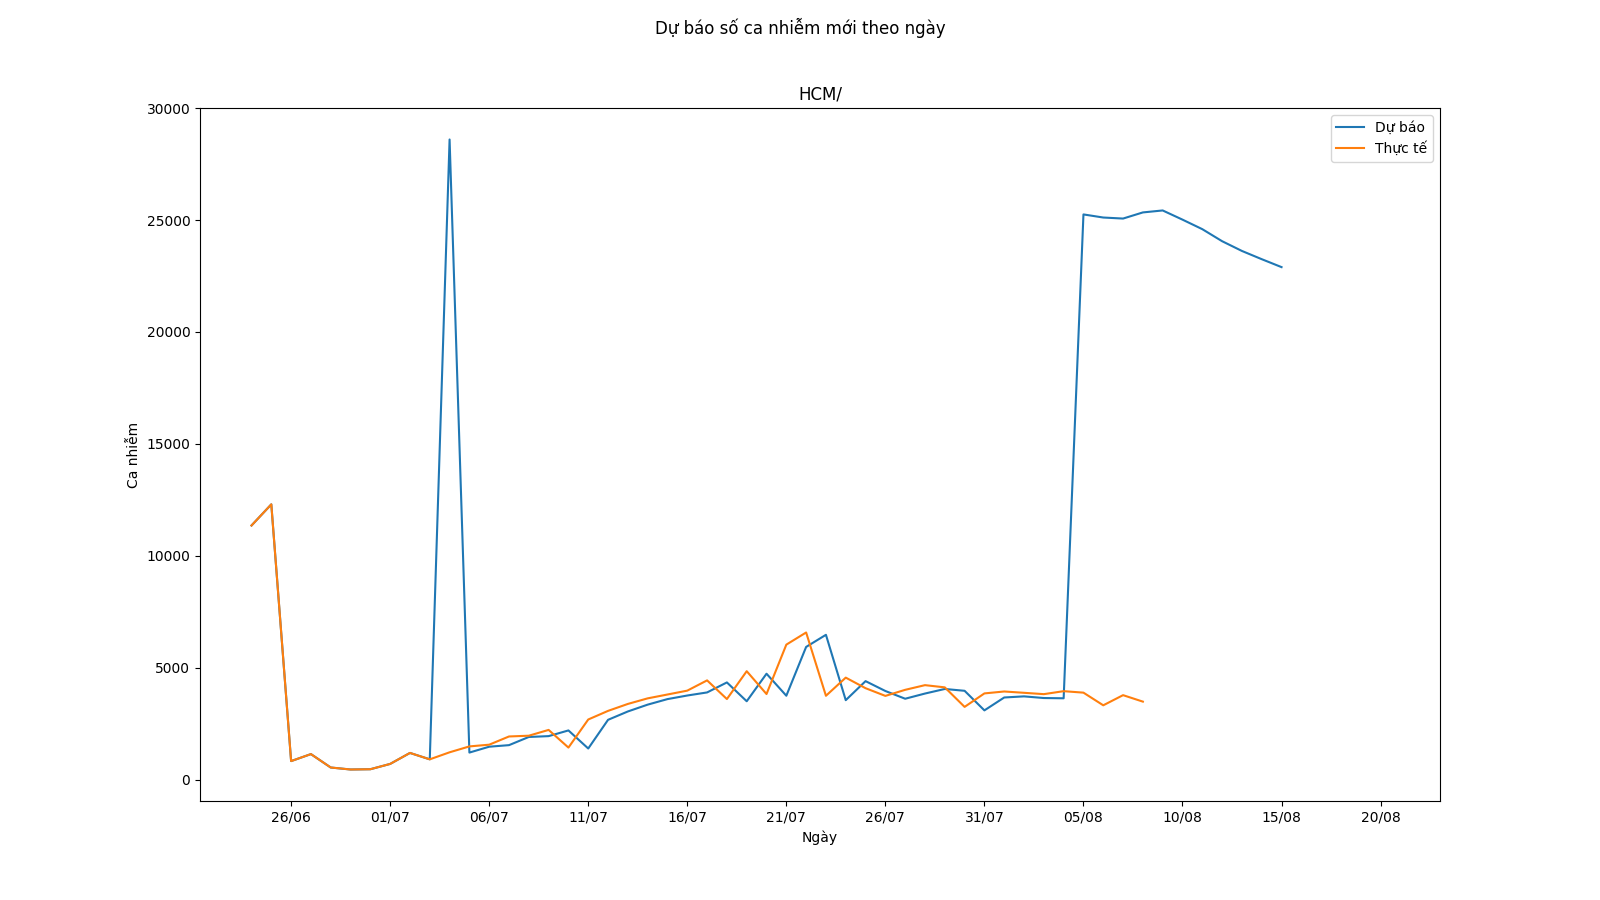 Dự báo số ca nhiễm mới theo ngày
HCM/
30000
25000
20000
15000
10000
5000
0
Ca nhiễm
Dự báo
Thực tế
26/06 01/07 06/07 11/07 16/07 21/07 26/07 31/07 05/08 10/08 15/08 20/08
Ngày